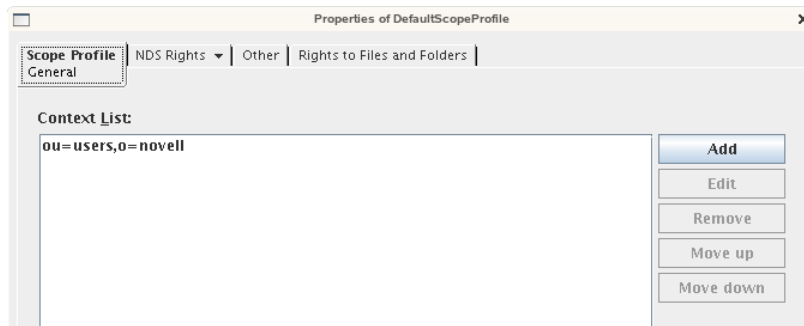 Properties of DefaultScopeProfile
Scope Profile NDS Rights Other Rights to Files and Folders
General
Context List:
ou=users,o=novell
Add
Edit
Remove
Move up
Move down